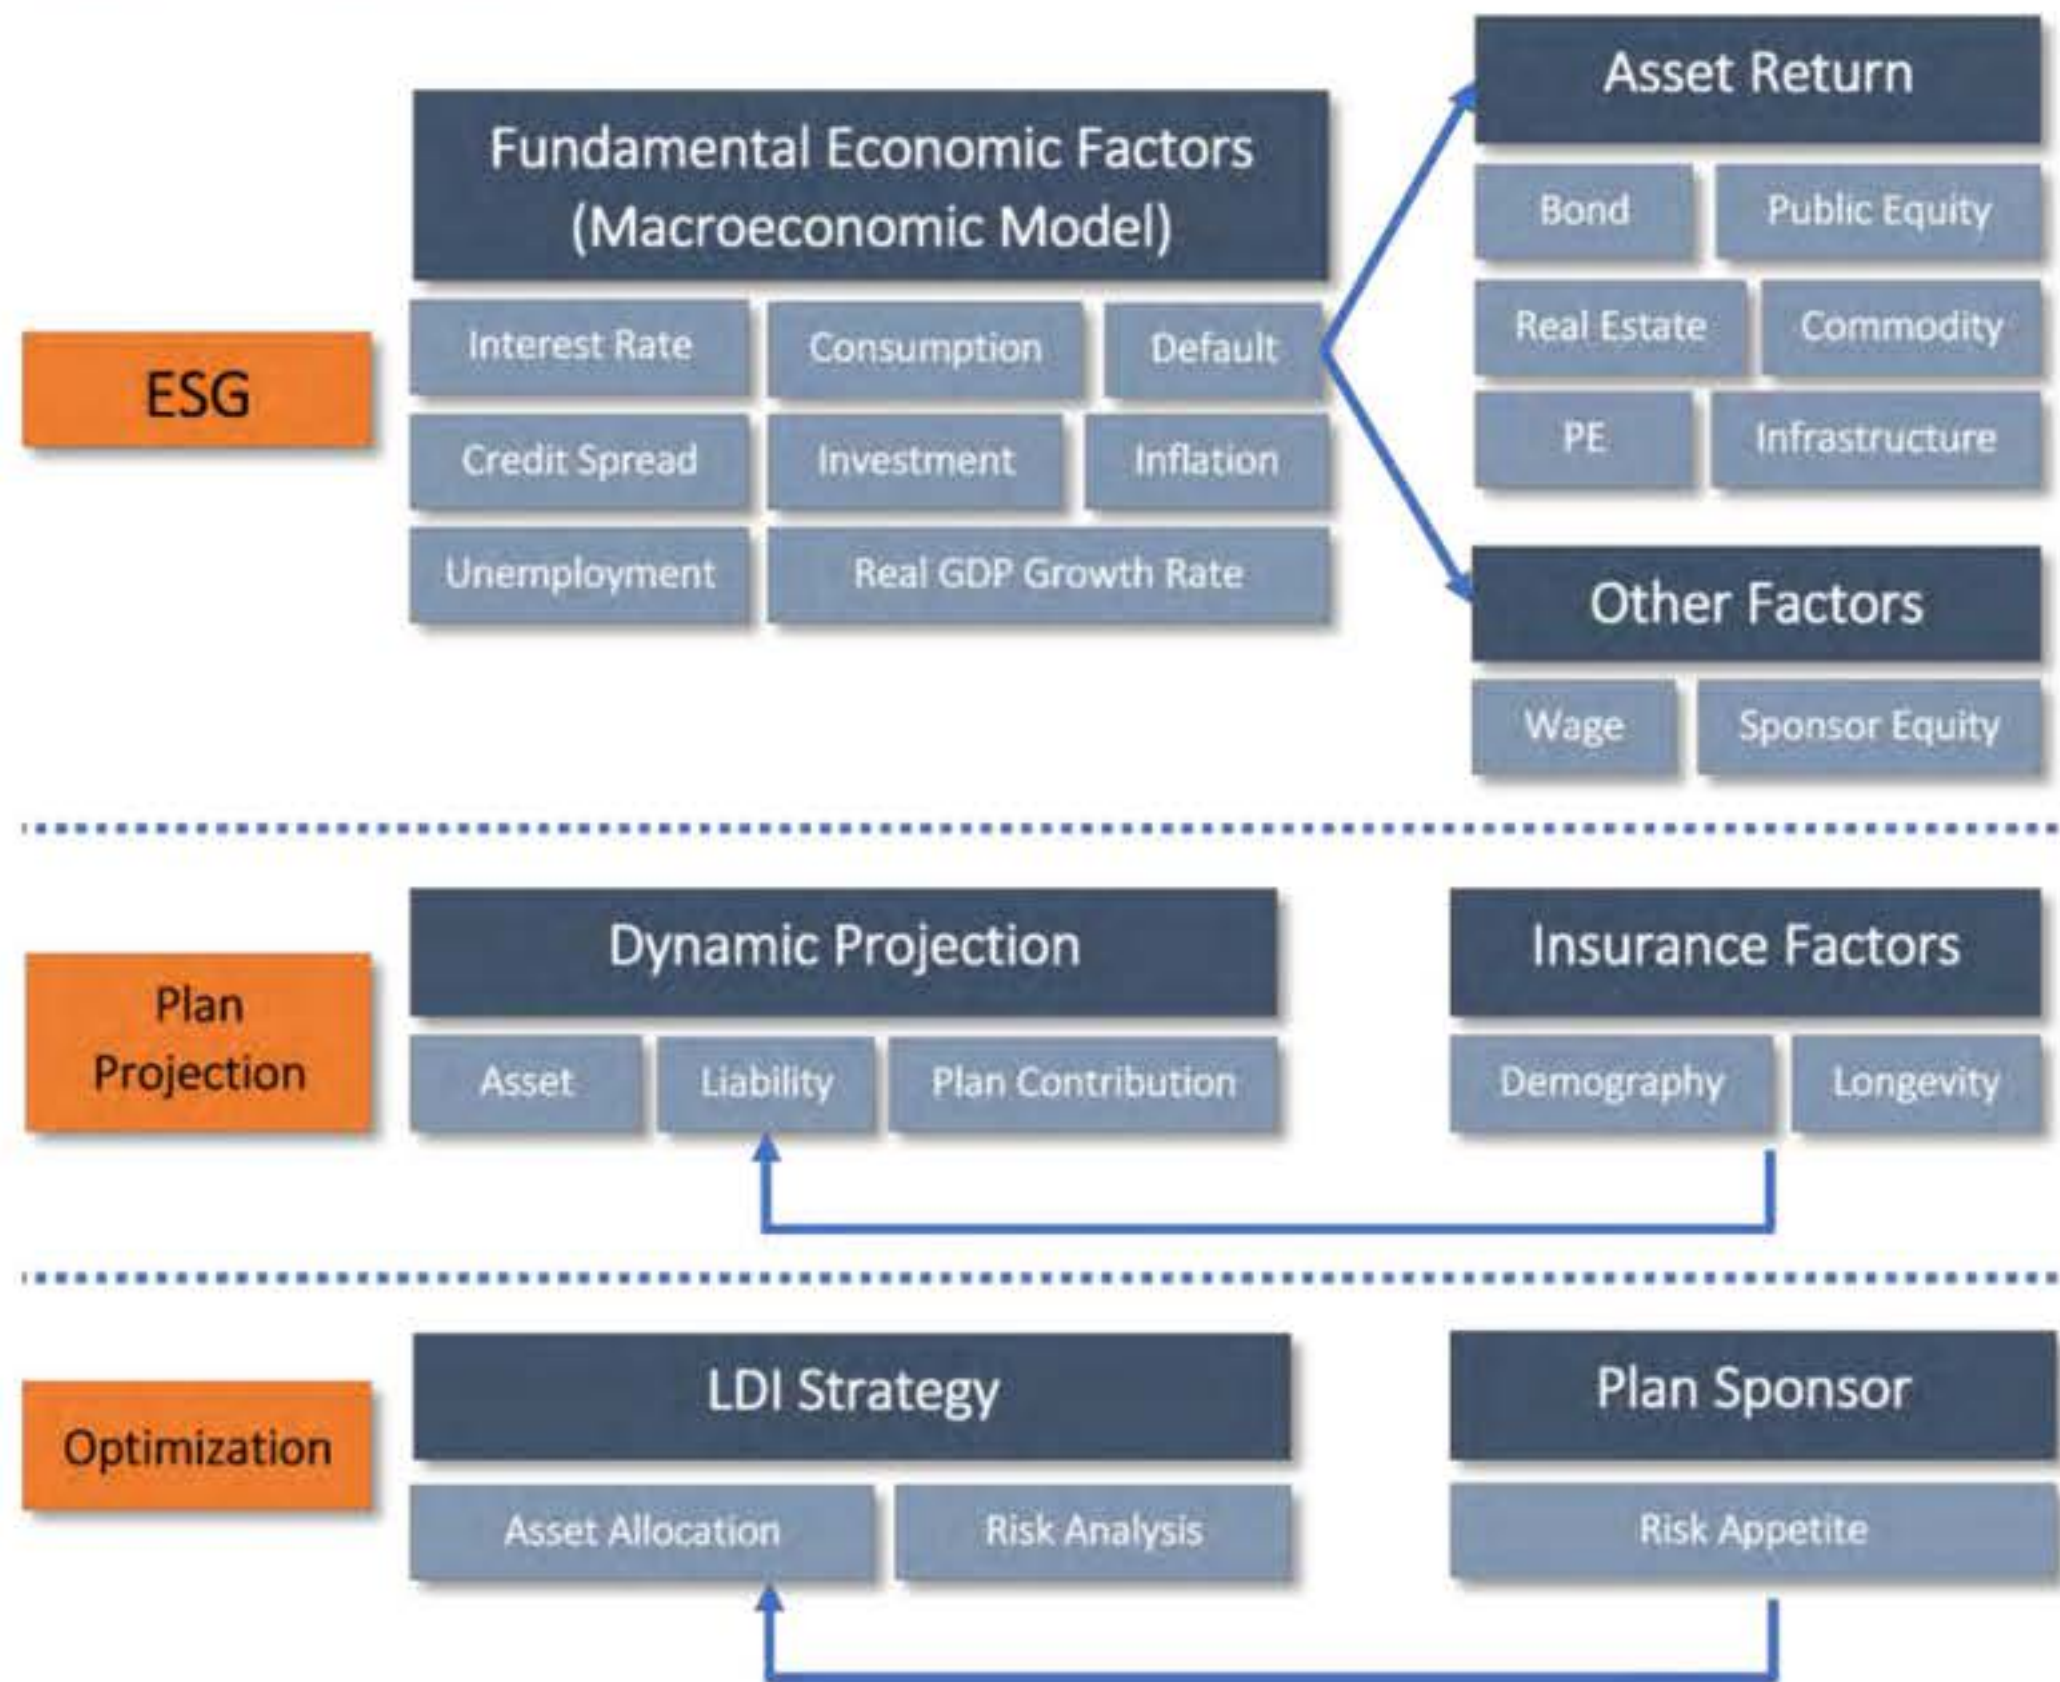 ESG
Fundamental Economic Factors
(Macroeconomic Model)
Interest Rate
Consumption
Default
Credit Spread
Investment
Inflation
Unemployment
Real GDP Growth Rate
Asset Return
Bond
Public Equity
Real Estate
Commodity
PE
Infrastructure
Other Factors
Wage
Sponsor Equity
Plan
Projection
Dynamic Projection
Asset
Liability
Plan Contribution
Insurance Factors
Demography
Longevity
Optimization
LDI Strategy
Asset Allocation
Risk Analysis
Plan Sponsor
Risk Appetite